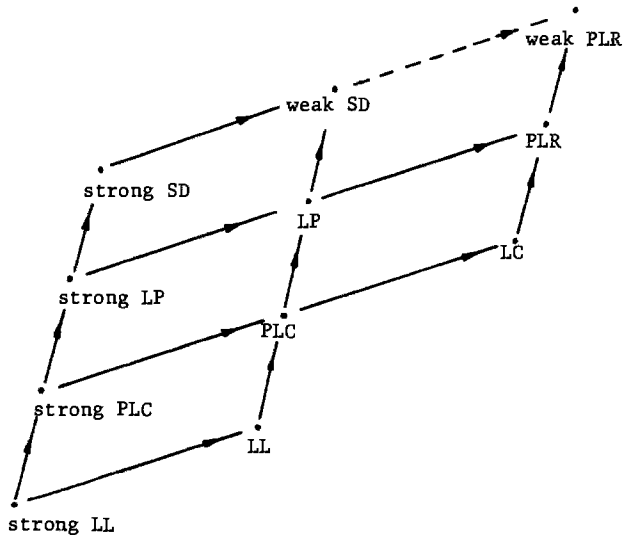 weak PLR
weak SD
PLR
strong SD
LP
LC
strong LP
PLC
strong PLC
LL
strong LL